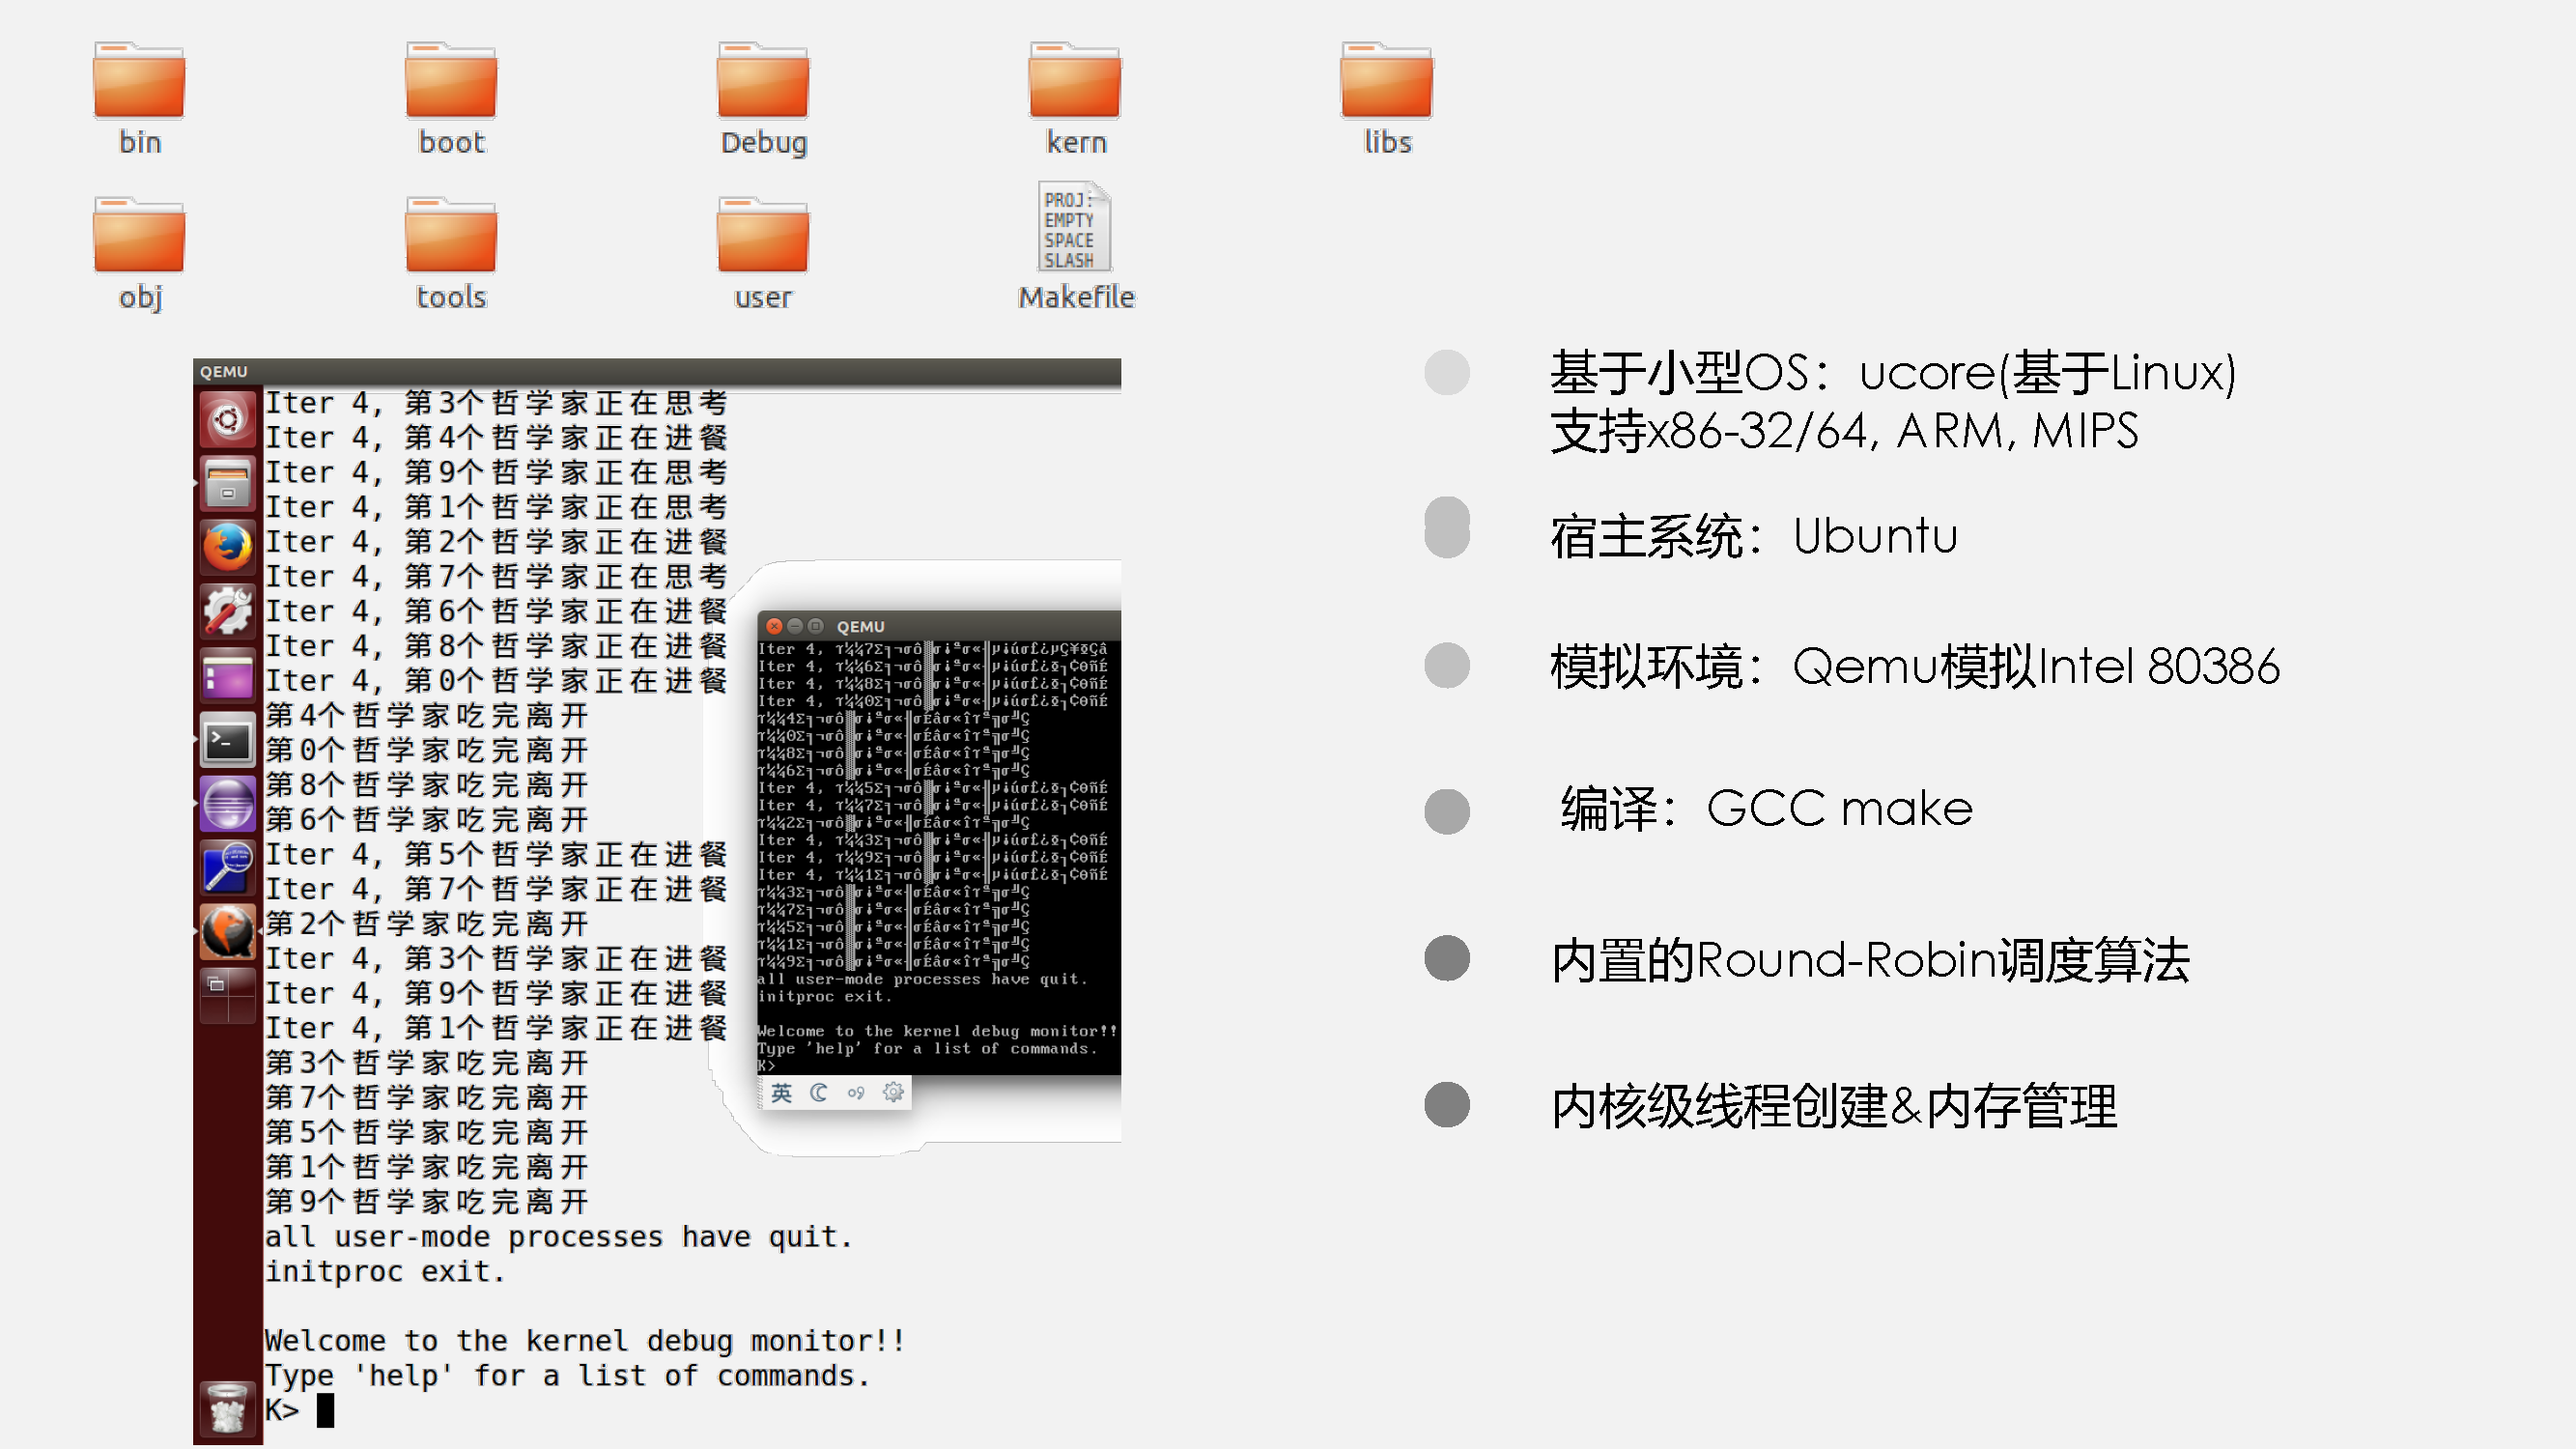 bin
boot
Debug
kern
libs
obj
tools
user
PROJ:
EMPTY
SPACE
SLASH
Makefile
QEMU
Iter 4, 第3个哲学家正在思考
Iter 4, 第4个哲学家正在进餐
Iter 4, 第9个哲学家正在思考
Iter 4, 第1个哲学家正在思考
Iter 4, 第2个哲学家正在进餐
Iter 4, 第7个哲学家正在思考
Iter 4, 第6个哲学家正在进餐
Iter 4, 第8个哲学家正在进餐
Iter 4, 第0个哲学家正在进餐
第4个哲学家吃完离开
第0个哲学家吃完离开
第8个哲学家吃完离开
第6个哲学家吃完离开
Iter 4, 第5个哲学家正在进餐
Iter 4, 第7个哲学家正在进餐
第2个哲学家吃完离开
Iter 4, 第3个哲学家正在进餐
Iter 4, 第9个哲学家正在进餐
Iter 4, 第1个哲学家正在进餐
第3个哲学家吃完离开
第7个哲学家吃完离开
第5个哲学家吃完离开
第1个哲学家吃完离开
第9个哲学家吃完离开
all user-mode processes have quit.
initproc exit.
Welcome to the kernel debug monitor!!
Type 'help' for a list of commands.
K>
QEMU
Iter 4,
Iter 4,
Iter 4,
Iter 4,
Iter 4,
Iter 4,
Iter 4,
Iter 4,
Iter 4,
all user-mode processes have quit.
initproc exit.
Welcome to the kernel debug monitor!!
Type 'help' for a list of commands.
K>
英
基于小型OS：ucore(基于Linux)
支持x86-32/64, ARM, MIPS
宿主系统：Ubuntu
模拟环境：Qemu模拟Intel 80386
编译：GCC make
内置的Round-Robin调度算法
内核级线程创建&内存管理